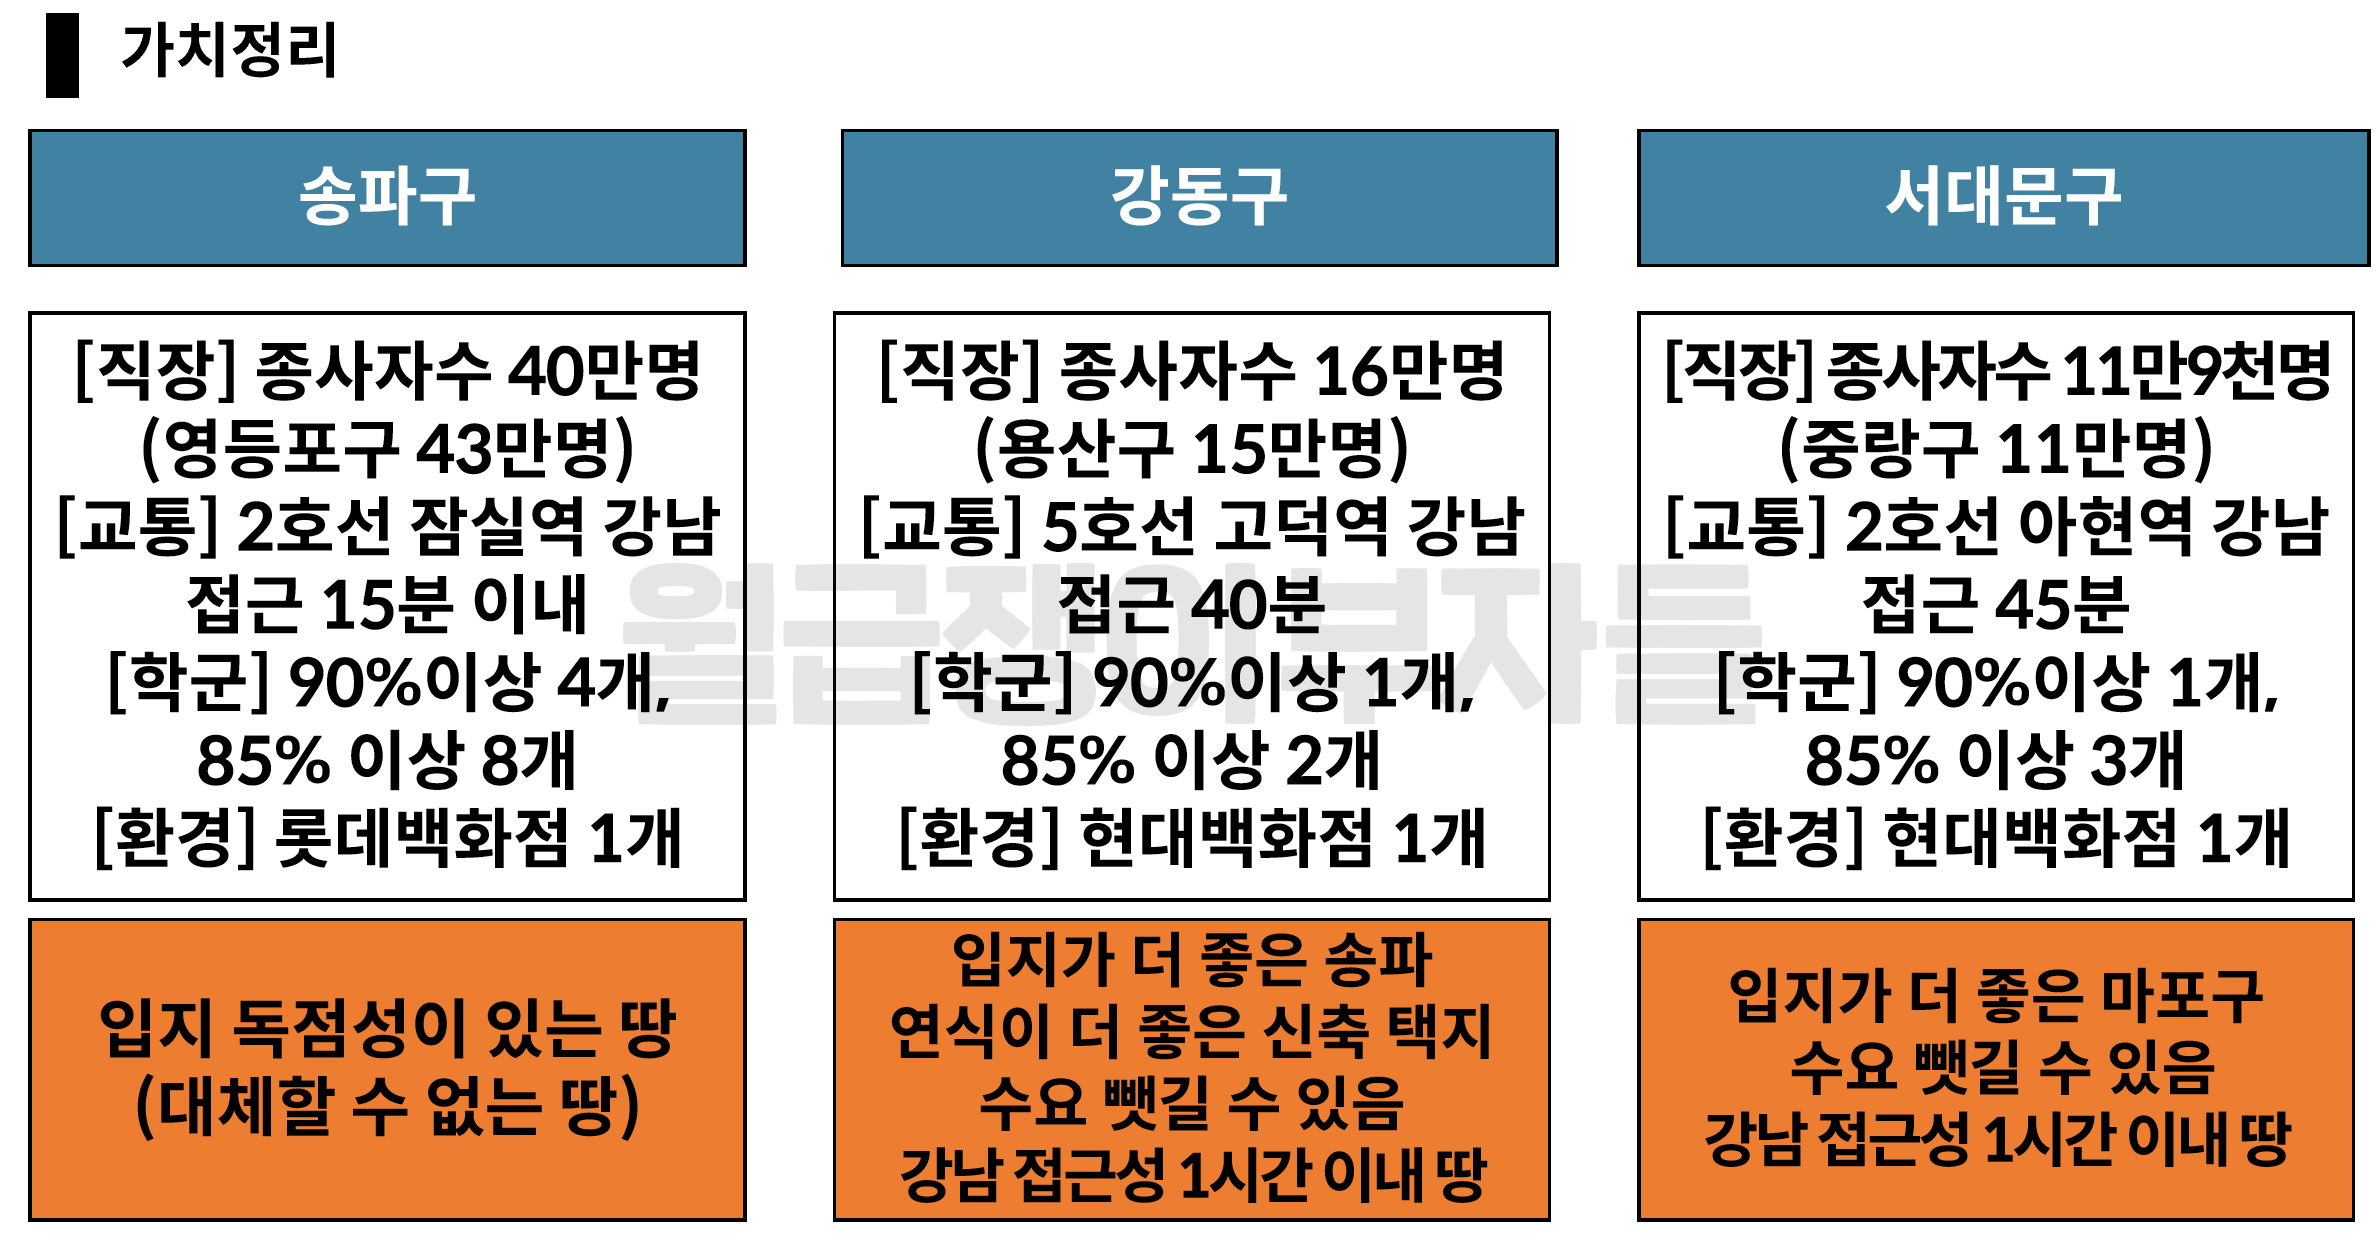 가치정리
송파구
[직장] 종사자수 40만명
(영등포구 43만명)
[교통] 2호선 잠실역 강남
접근 15분 이내
[학군] 90%이상 4개,
85% 이상 8개
[환경] 롯데백화점 1개
입지 독점성이 있는 땅
(대체할 수 없는 땅)
강동구
[직장] 종사자수 16만명
(용산구 15만명)
[교통] 5호선 고덕역 강남
접근 40분
[학군] 90%이상 1개,
85% 이상 2개
[환경] 현대백화점 1개
입지가 더 좋은 송파
연식이 더 좋은 신축 택지
수요 뺏길 수 있음
강남 접근성 1시간 이내 땅
서대문구
[직장] 종사자수 11만9천명
(중랑구 11만명)
[교통] 2호선 아현역 강남
접근 45분
[학군] 90%이상 1개,
85% 이상 3개
[환경] 현대백화점 1개
입지가 더 좋은 마포구
수요 뺏길 수 있음
강남 접근성 1시간 이내 땅
월급쟁이부자들